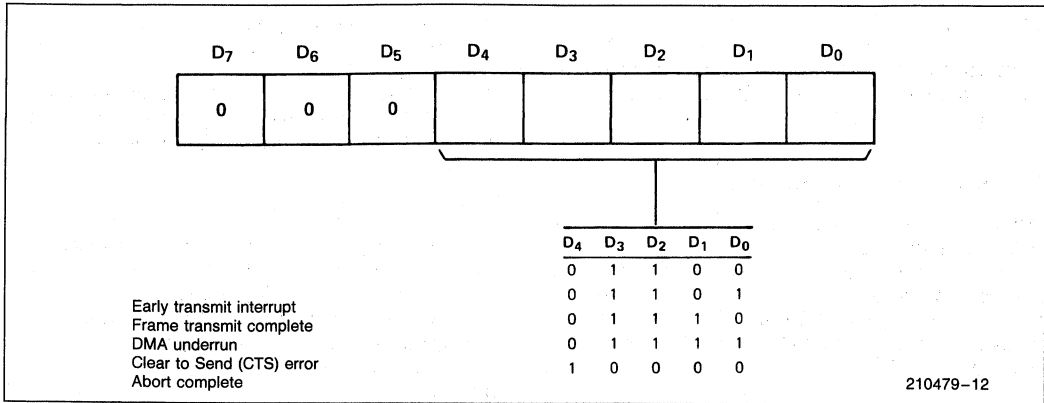 D7 D6 D5 D4 D3 D2 D1 D0
0 0 0
D4 D3 D2 D1 D0
0 1 1 0 0
0 1 1 0 1
0 1 1 1 0
0 1 1 1 1
1 0 0 0 0
Early transmit interrupt
Frame transmit complete
DMA underrun
Clear to Send (CTS) error
Abort complete
210479–12